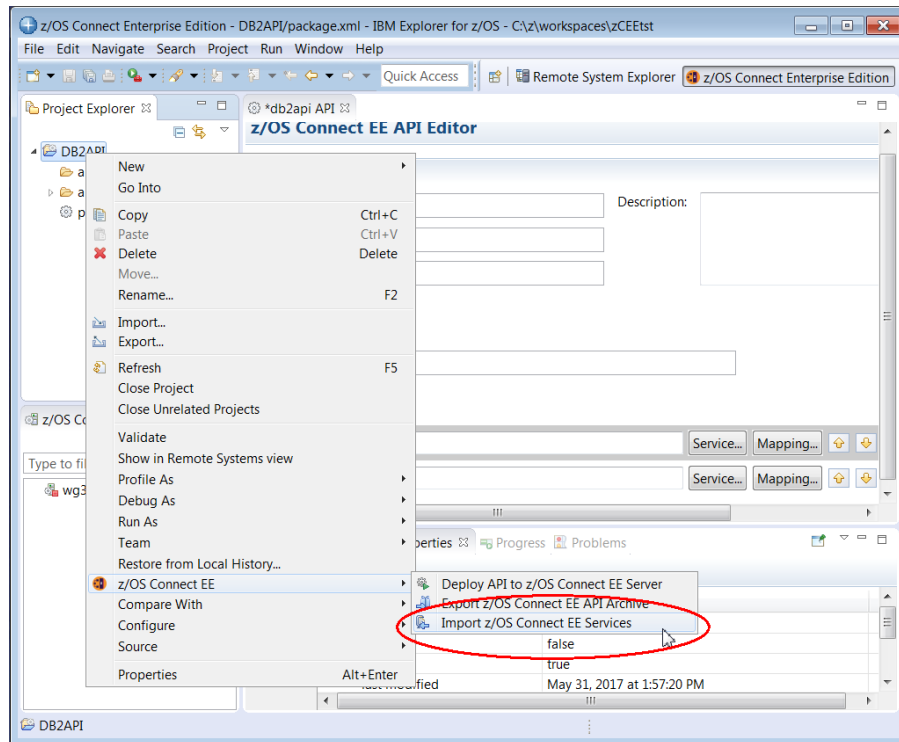 z/OS Connect Enterprise Edition - DB2API/package.xml - IBM Explorer for z/OS - C:\z\workspaces\zCEEtst
File Edit Navigate Search Project Run Window Help
Quick Access Remote System Explorer z/OS Connect Enterprise Edition
Project Explorer *db2api API
z/OS Connect EE API Editor
DB2API
a
a
p
Description:
New
Go Into
Copy Ctrl+C
Paste Ctrl+V
Delete Delete
Move...
Rename... F2
Import...
Export...
Refresh F5
Close Project
Close Unrelated Projects
Validate
Show in Remote Systems view
Profile As
Debug As
Run As
Team
Restore from Local History...
z/OS Connect EE
Compare With
Configure
Source
Properties Alt+Enter
z/OS Co
Type to fil
wg3
Service... Mapping...
Service... Mapping...
perties Progress Problems
Deploy API to z/OS Connect EE Server
Export z/OS Connect EE API Archive
Import z/OS Connect EE Services
false
true
last modified May 31, 2017 at 1:57:20 PM
DB2API